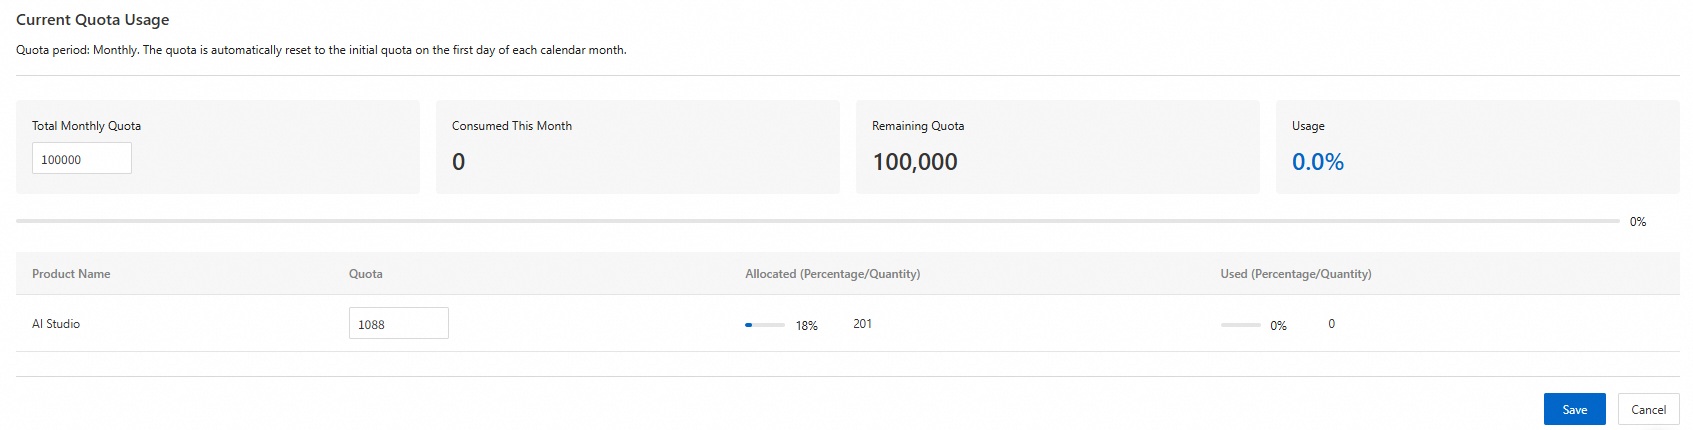 Current Quota Usage
Quota period: Monthly. The quota is automatically reset to the initial quota on the first day of each calendar month.
Total Monthly Quota
100000
Consumed This Month
0
Remaining Quota
100,000
Usage
0.0%
0%
Product Name Quota Allocated (Percentage/Quantity) Used (Percentage/Quantity)
AI Studio 1088 18% 201 0% 0
Save Cancel